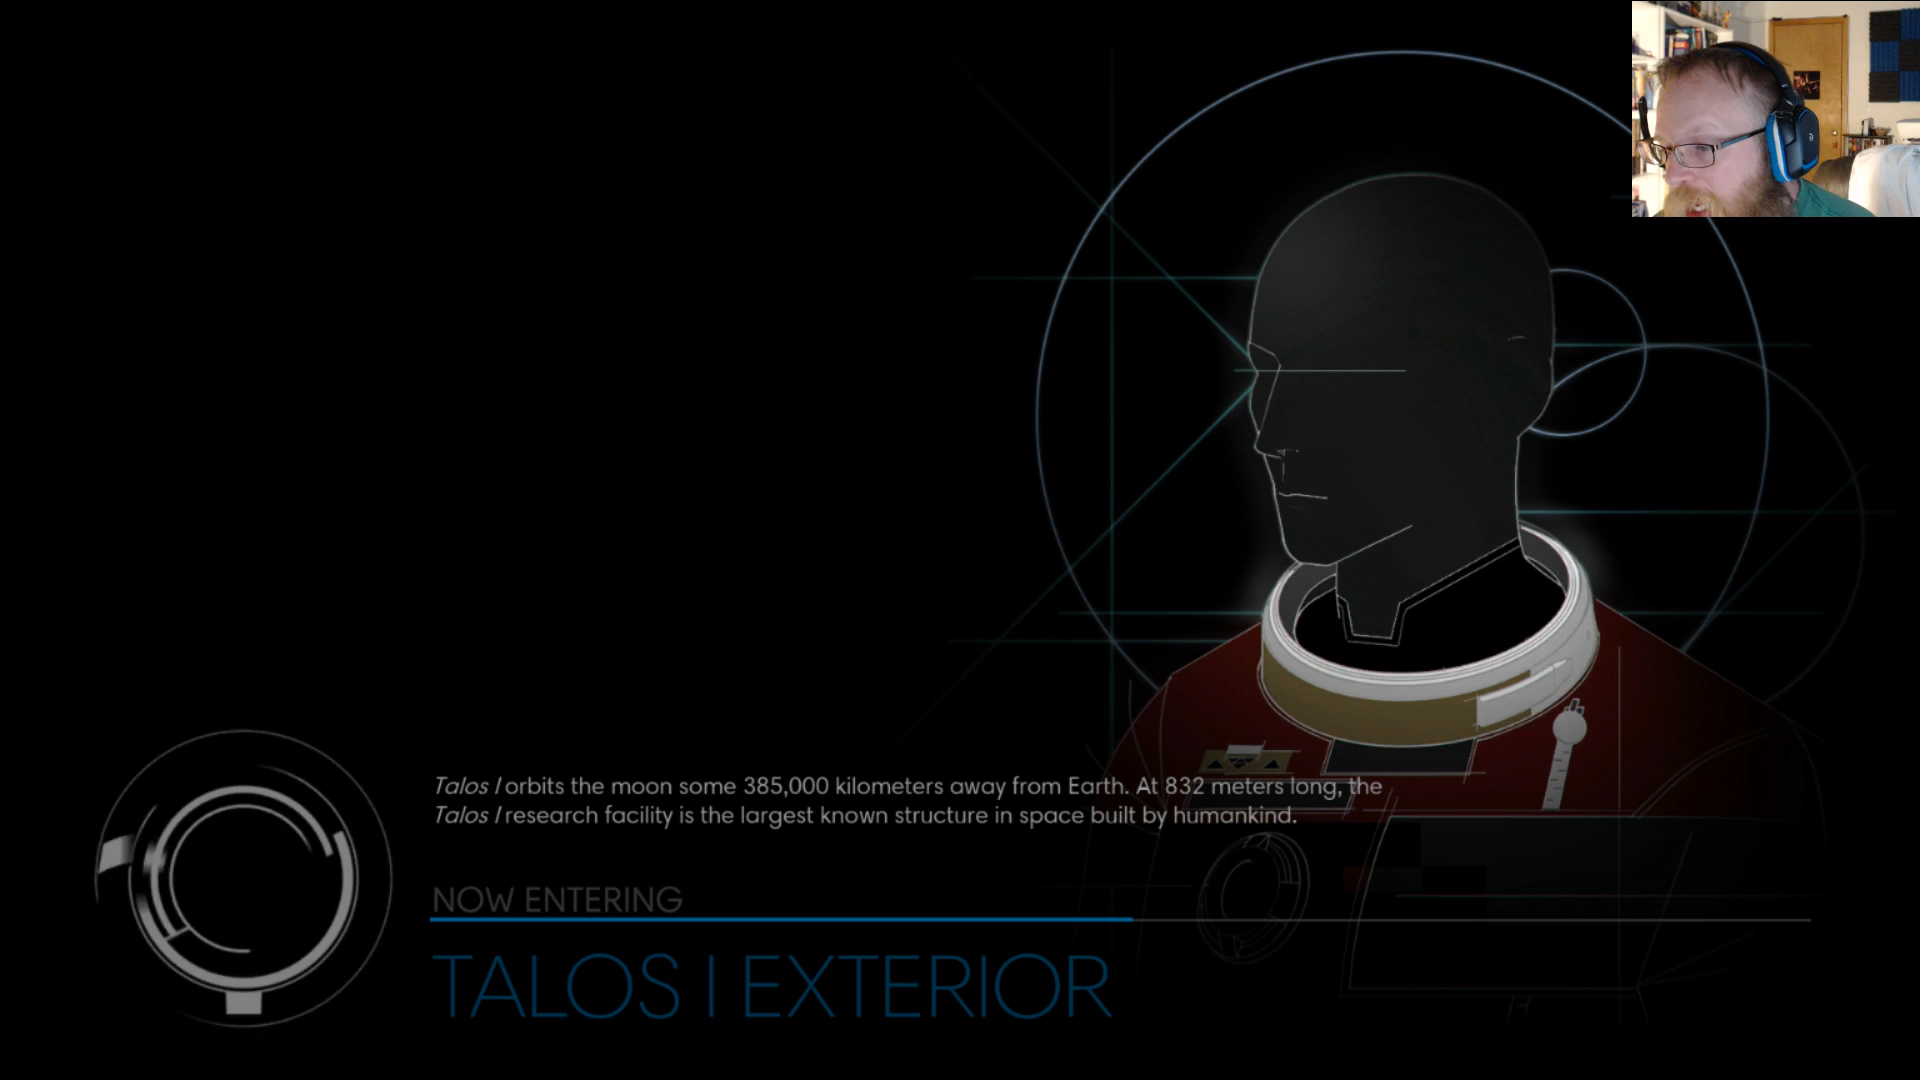 Talos I orbits the moon some 385,000 kilometers away from Earth. At 832 meters long, the
Talos I research facility is the largest known structure in space built by humankind.
NOW ENTERING
TALOS I EXTERIOR